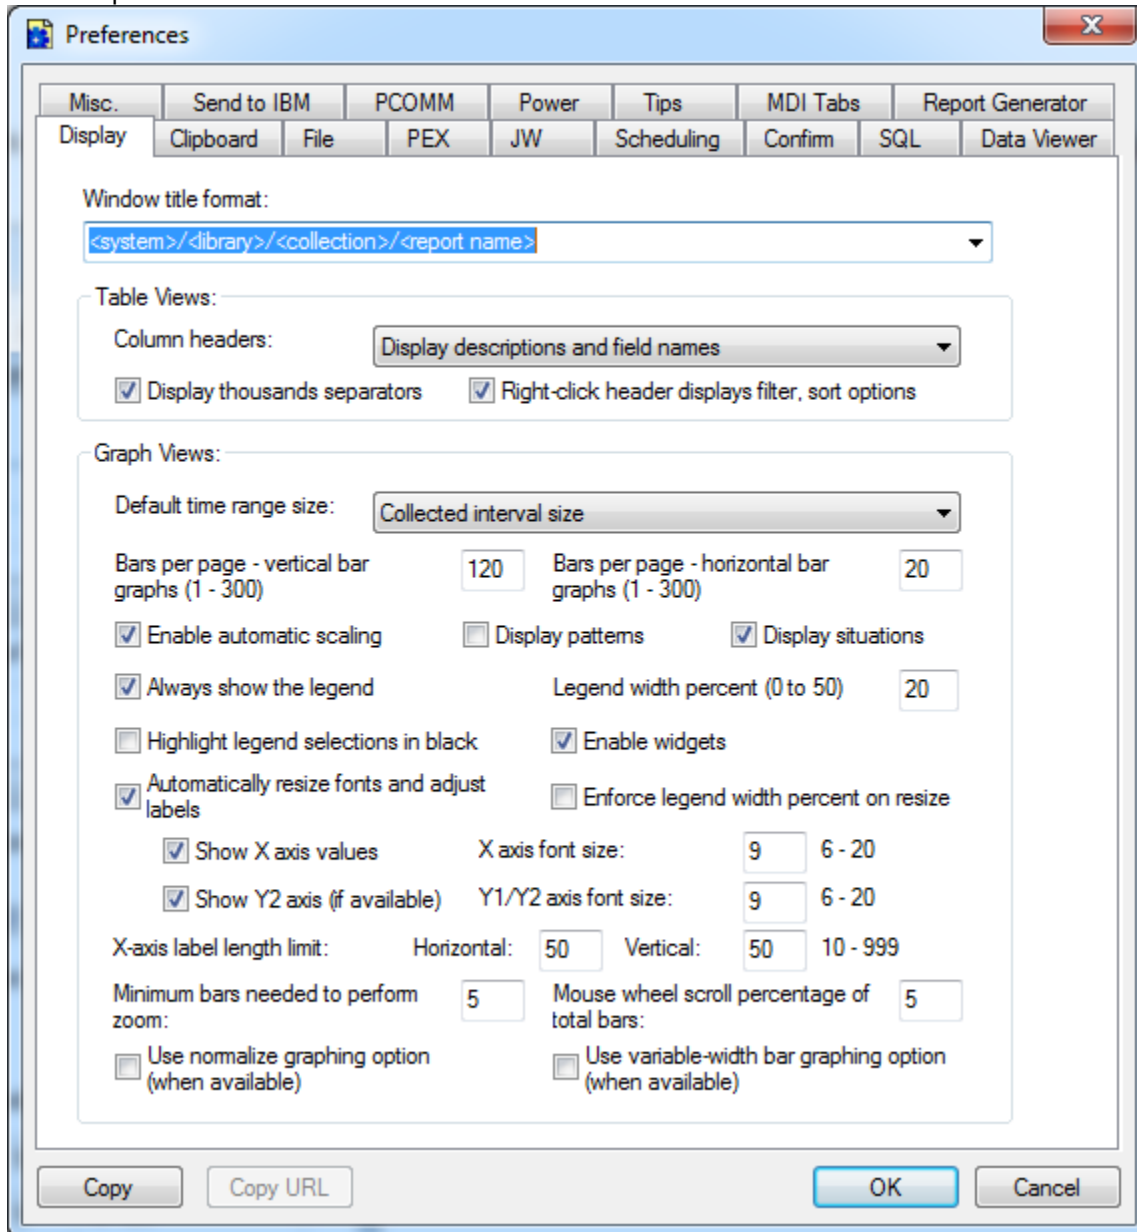 Preferences
Misc. Send to IBM PCOMM Power Tips MDI Tabs Report Generator
Display Clipboard File PEX JW Scheduling Confirm SQL Data Viewer
Window title format:
<system>/<library>/<collection>/<report name>
Table Views:
Column headers: Display descriptions and field names
Display thousands separators Right-click header displays filter, sort options
Graph Views:
Default time range size: Collected interval size
Bars per page - vertical bar
graphs (1 - 300) 120 Bars per page - horizontal bar
graphs (1 - 300) 20
Enable automatic scaling Display patterns Display situations
Always show the legend Legend width percent (0 to 50) 20
Highlight legend selections in black Enable widgets
Automatically resize fonts and adjust
labels Enforce legend width percent on resize
Show X axis values X axis font size: 9 6 - 20
Show Y2 axis (if available) Y1/Y2 axis font size: 9 6 - 20
X-axis label length limit: Horizontal: 50 Vertical: 50 10 - 999
Minimum bars needed to perform
zoom: 5 Mouse wheel scroll percentage of
total bars: 5
Use normalize graphing option
(when available) Use variable-width bar graphing option
(when available)
Copy Copy URL OK Cancel